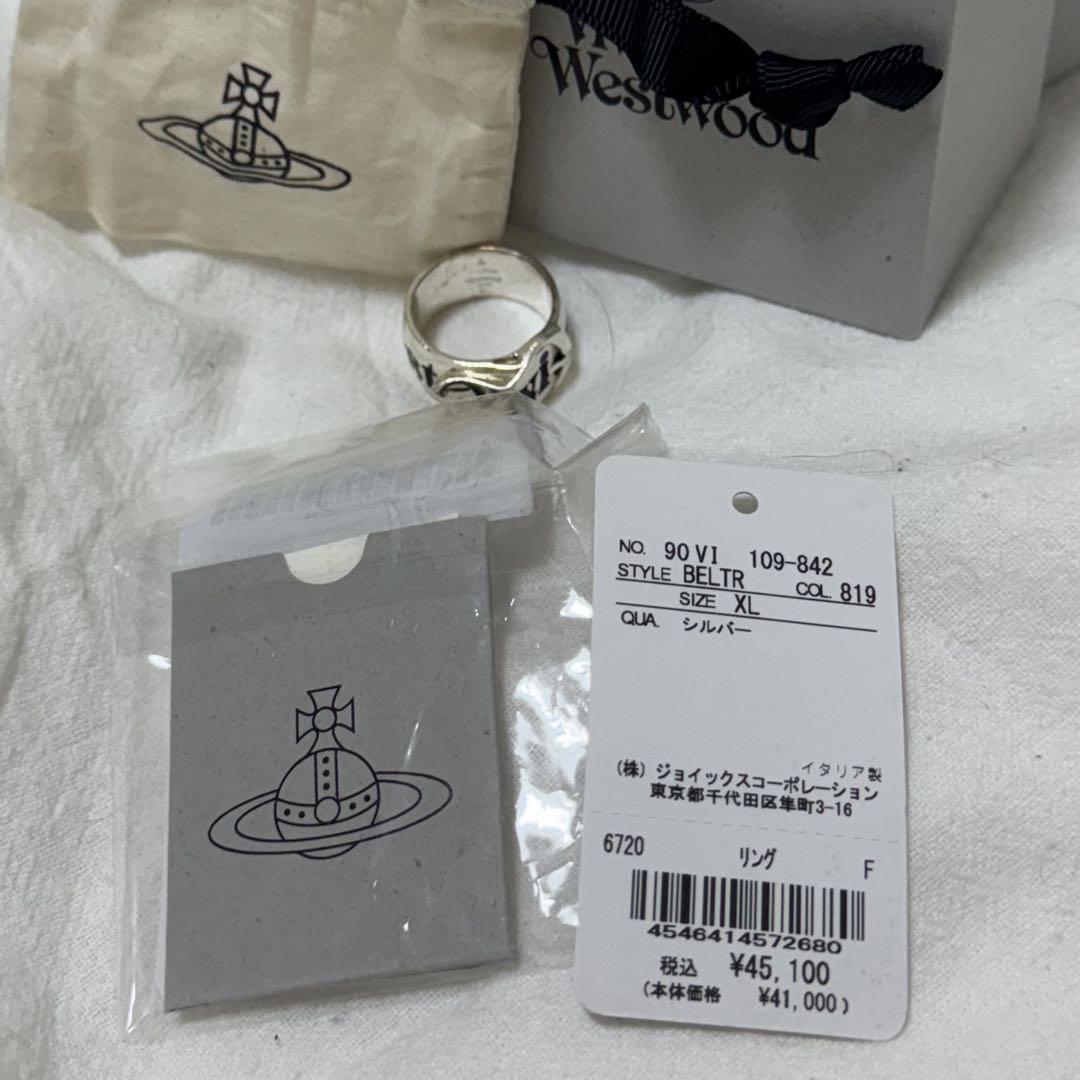 Westwood
NO. 90VI 109-842
STYLE BELTR COL. 819
SIZE XL
QUA. シルバー
イタリア製
(株)ジョイックスコーポレーション
東京都千代田区隼町3-16
6720 リング F
4546414572680
税込 ¥45,100
(本体価格 ¥41,000)